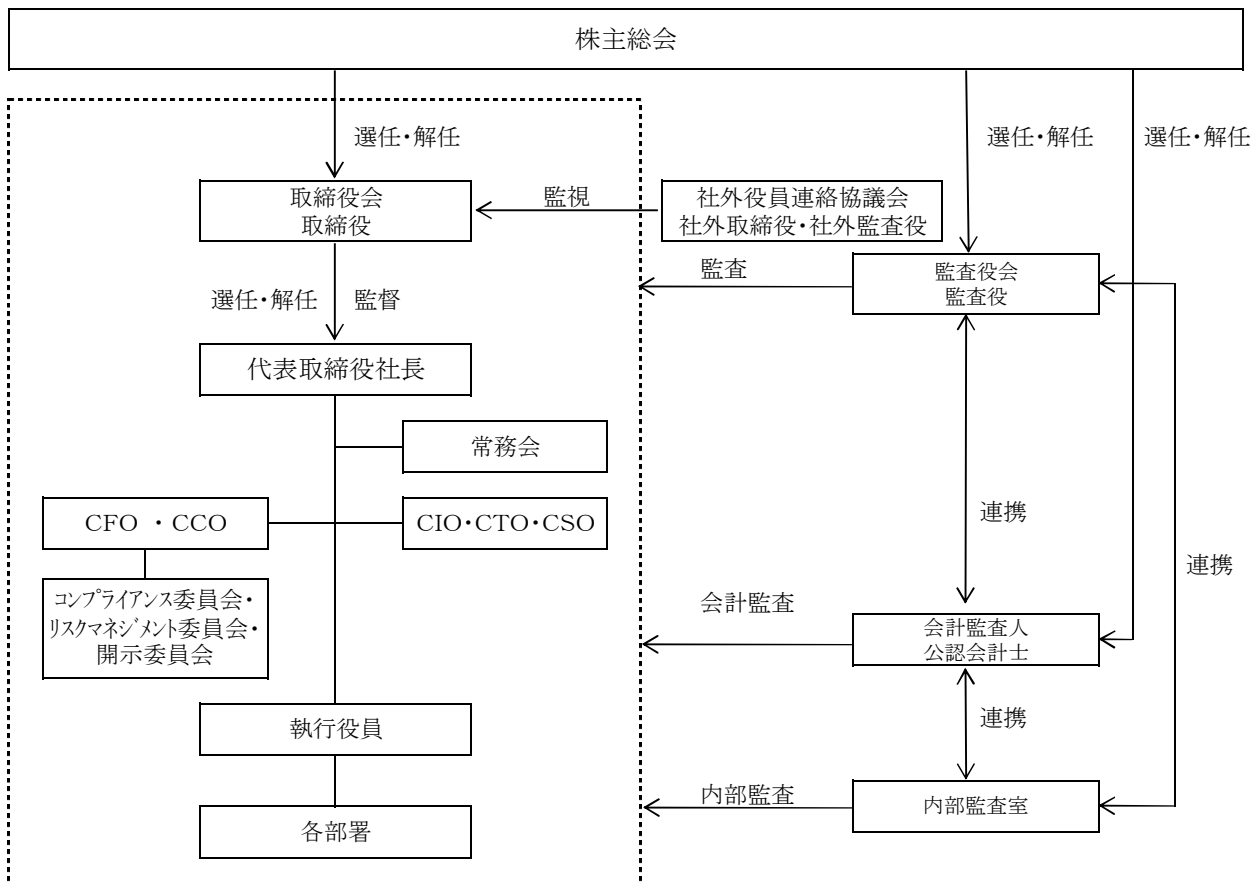 株主総会
選任・解任
選任・解任
選任・解任
取締役会
取締役
監視
社外役員連絡協議会
社外取締役・社外監査役
監査
監査役会
監査役
選任・解任
監督
代表取締役社長
常務会
CFO ・CCO
CIO・CTO・CSO
連携
連携
コンプライアンス委員会・
リスクマネジメント委員会・
開示委員会
会計監査
会計監査人
公認会計士
執行役員
連携
内部監査
内部監査室
各部署